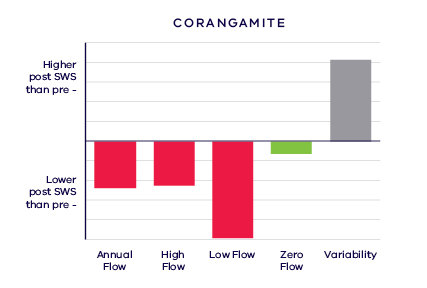 CORANGAMITE
Higher
post SWS
than pre -
Lower
post SWS
than pre -
Annual
Flow
High
Flow
Low Flow
Zero
Flow
Variability